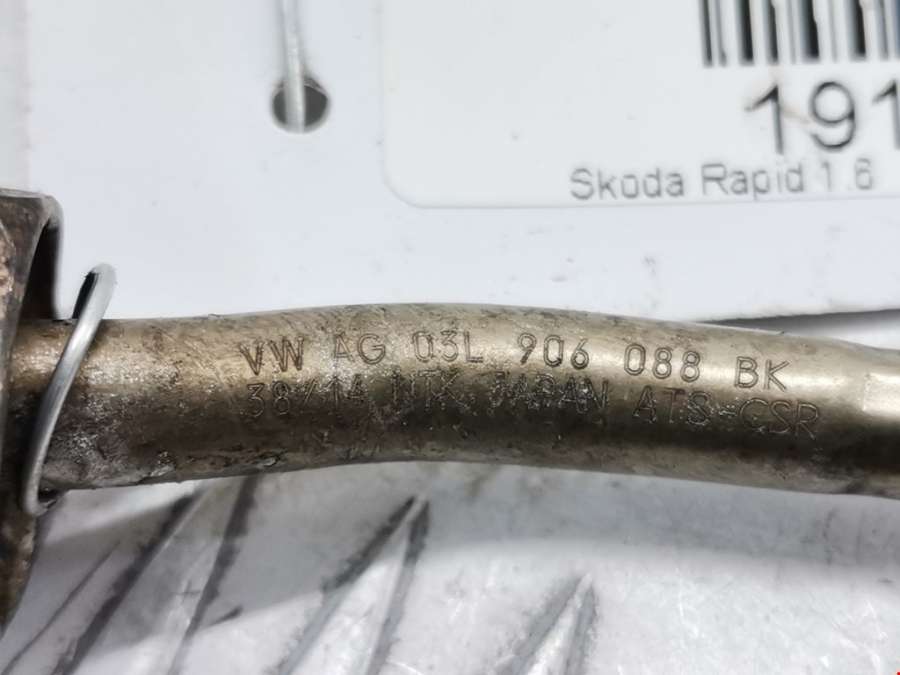 191
Skoda Rapid 1.6
VW AG 03L 906 088 BK
38/14 NTK JAPAN ATS-CSR